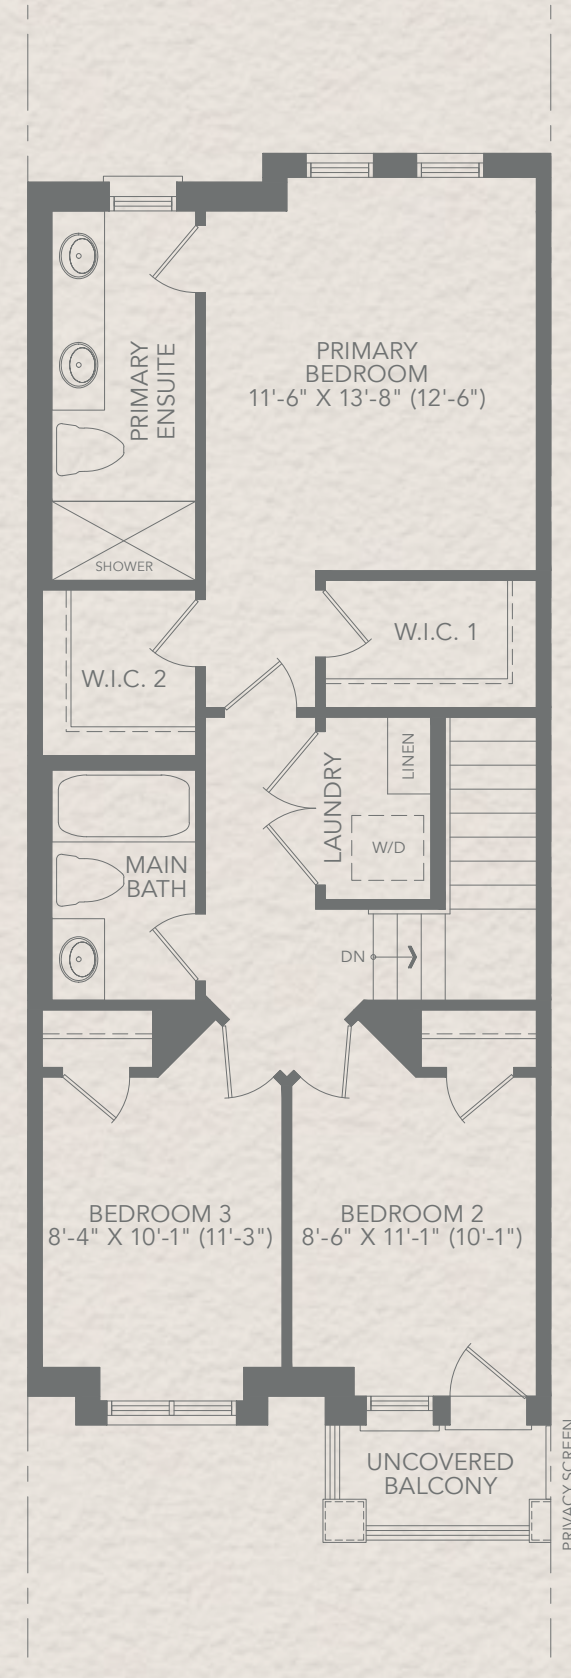 PRIMARY
ENSUITE
PRIMARY
BEDROOM
11'-6" X 13'-8" (12'-6")
SHOWER
W.I.C. 1
W.I.C. 2
LINEN
LAUNDRY
W/D
MAIN
BATH
DN
BEDROOM 3
8'-4" X 10'-1" (11'-3")
BEDROOM 2
8'-6" X 11'-1" (10'-1")
UNCOVERED
BALCONY
PRIVACY SCREEN